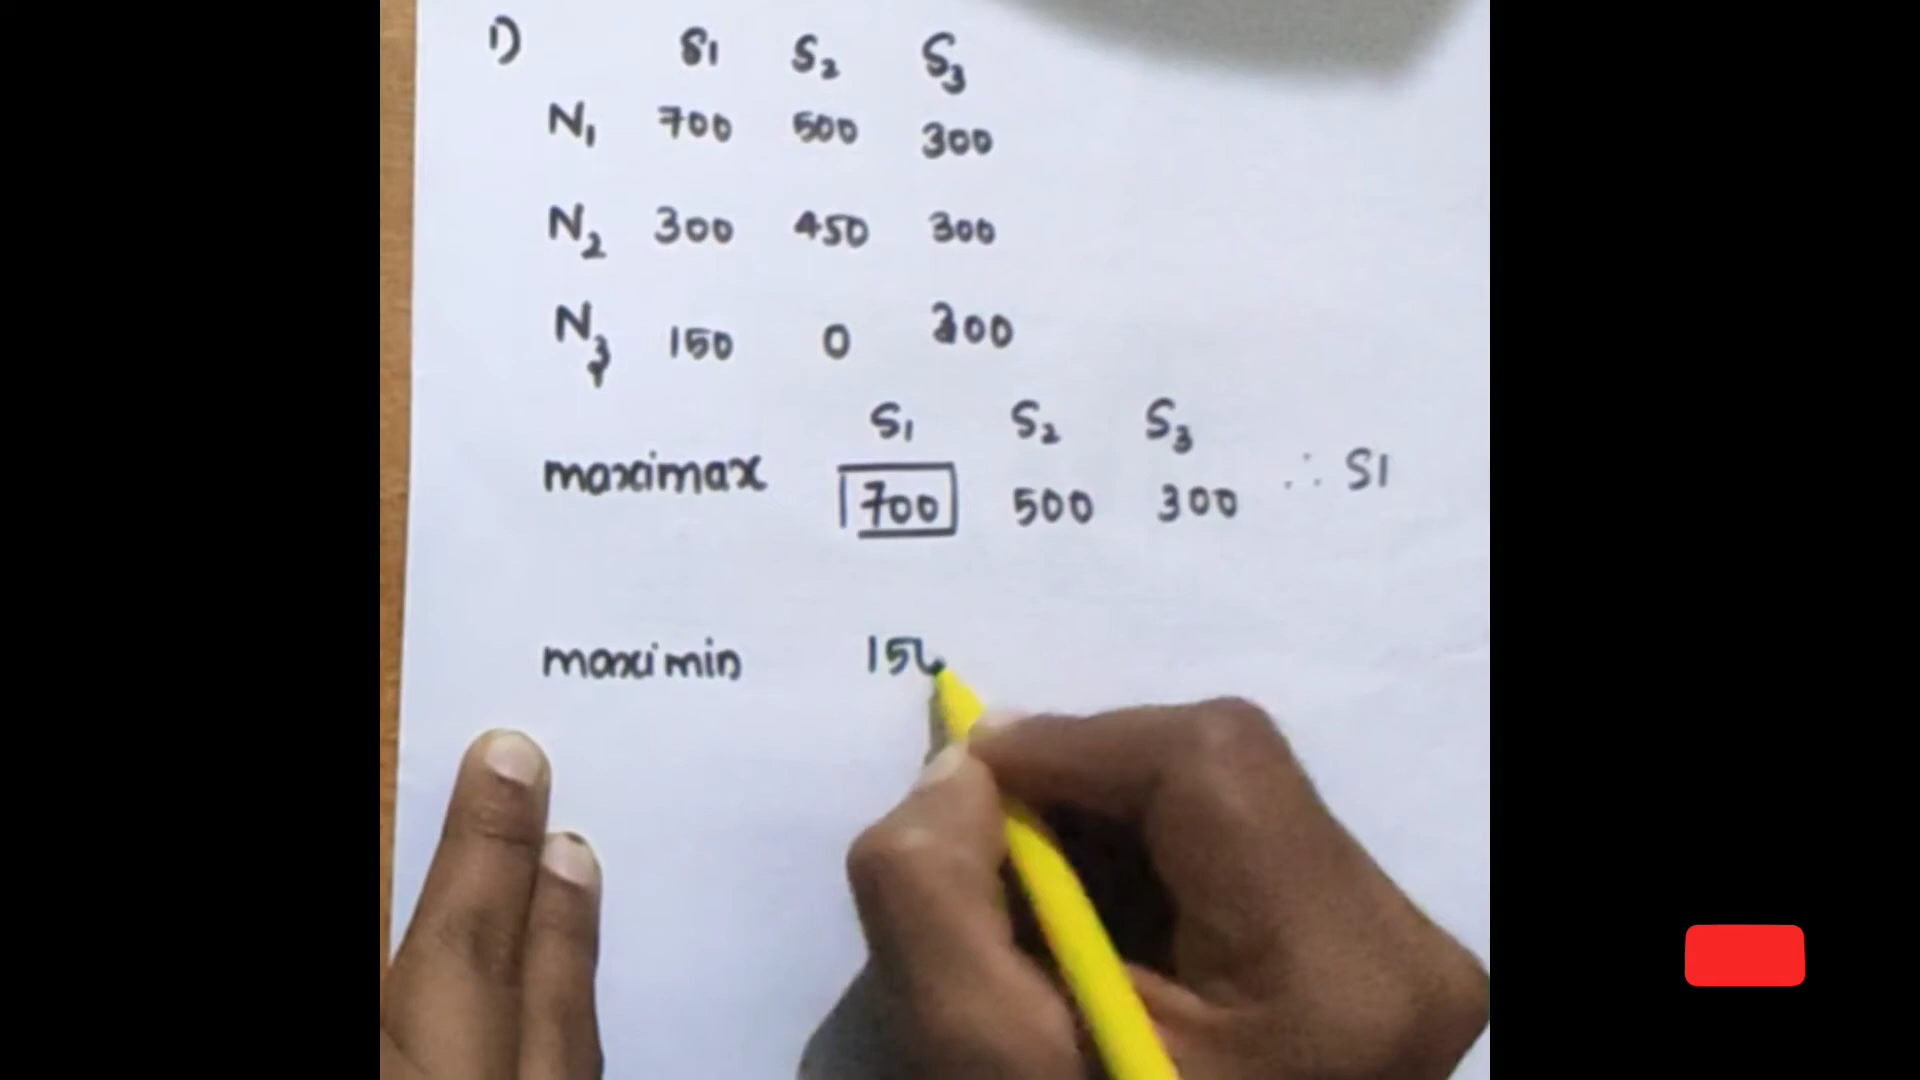 1) S1 S2 S3
N1 700 500 300
N2 300 450 300
N3 150 0 300
S1 S2 S3
maximax 700 500 300 ∴ S1
maximin 150